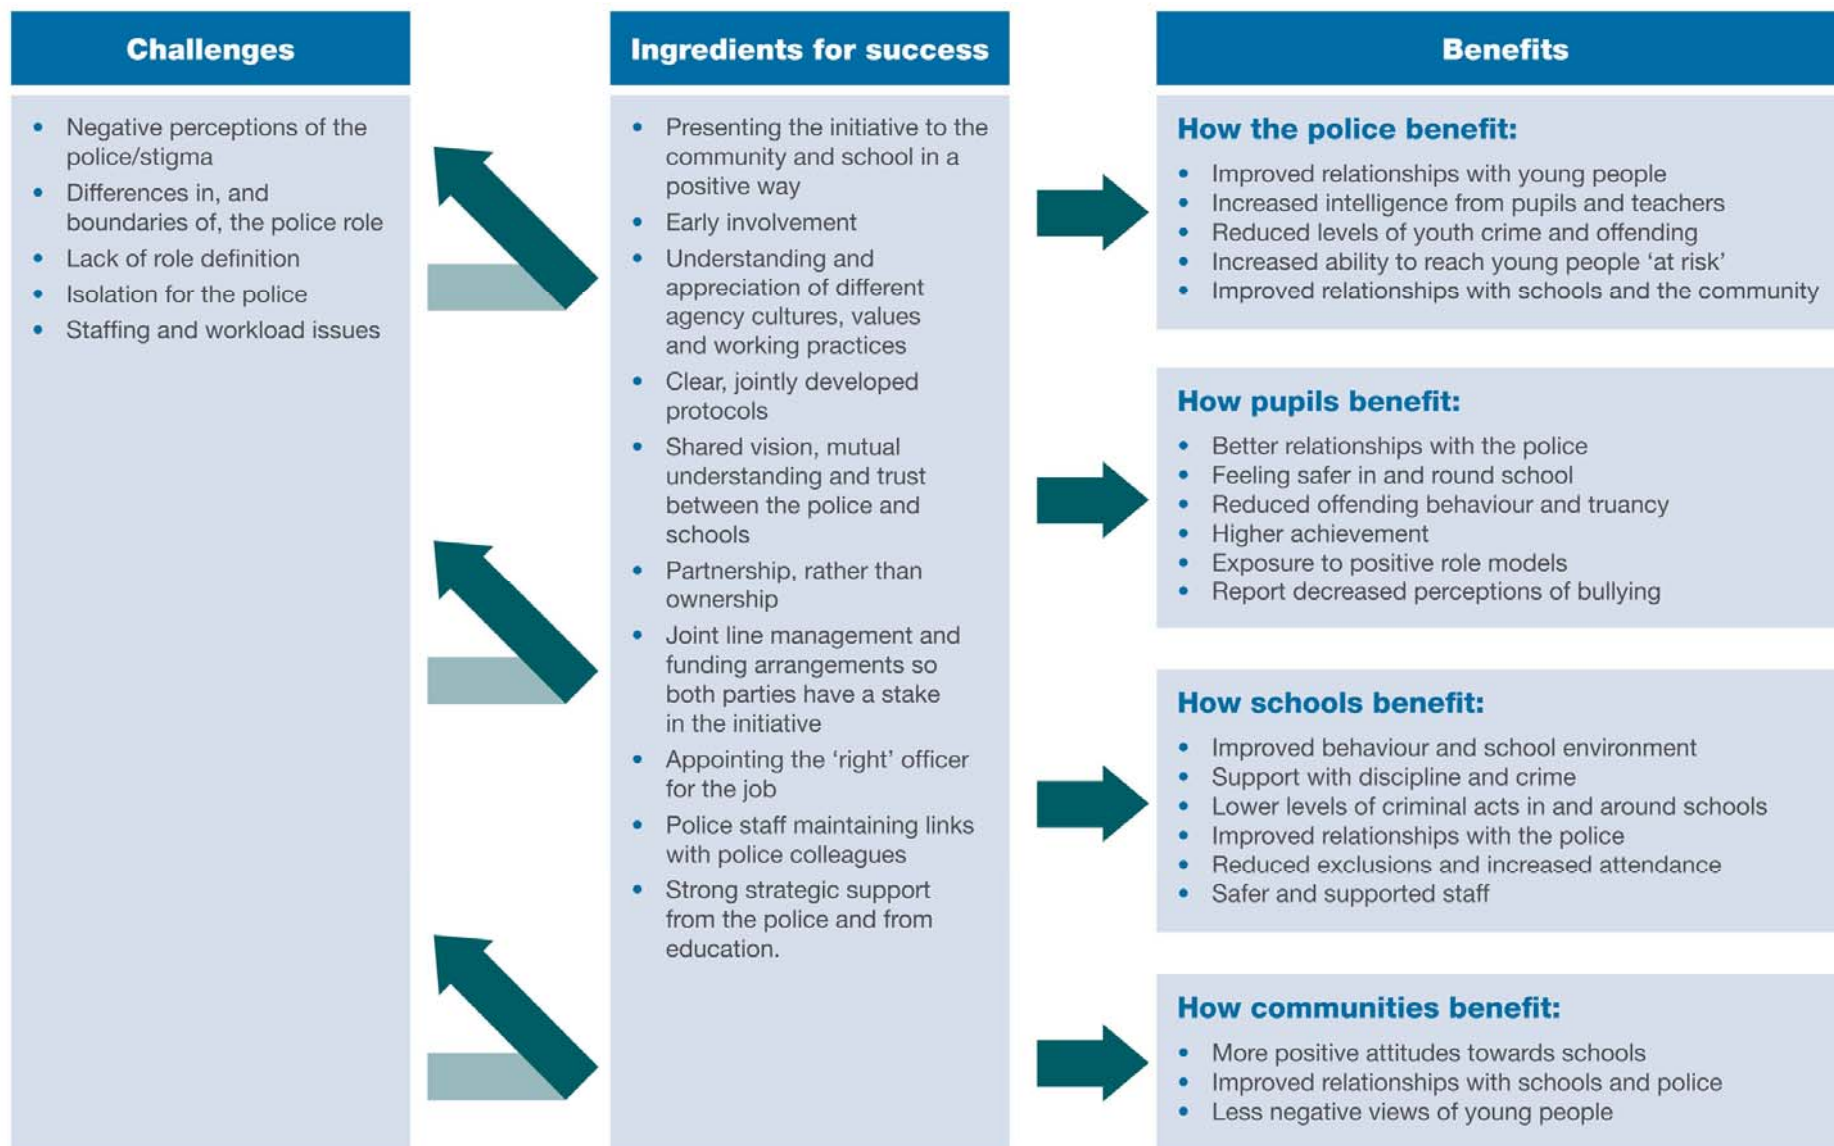 Challenges
• Negative perceptions of the
police/stigma
• Differences in, and
boundaries of, the police role
• Lack of role definition
• Isolation for the police
• Staffing and workload issues
Ingredients for success
• Presenting the initiative to the
community and school in a
positive way
• Early involvement
• Understanding and
appreciation of different
agency cultures, values
and working practices
• Clear, jointly developed
protocols
• Shared vision, mutual
understanding and trust
between the police and
schools
• Partnership, rather than
ownership
• Joint line management and
funding arrangements so
both parties have a stake
in the initiative
• Appointing the ‘right’ officer
for the job
• Police staff maintaining links
with police colleagues
• Strong strategic support
from the police and from
education.
Benefits
How the police benefit:
• Improved relationships with young people
• Increased intelligence from pupils and teachers
• Reduced levels of youth crime and offending
• Increased ability to reach young people ‘at risk’
• Improved relationships with schools and the community
How pupils benefit:
• Better relationships with the police
• Feeling safer in and round school
• Reduced offending behaviour and truancy
• Higher achievement
• Exposure to positive role models
• Report decreased perceptions of bullying
How schools benefit:
• Improved behaviour and school environment
• Support with discipline and crime
• Lower levels of criminal acts in and around schools
• Improved relationships with the police
• Reduced exclusions and increased attendance
• Safer and supported staff
How communities benefit:
• More positive attitudes towards schools
• Improved relationships with schools and police
• Less negative views of young people